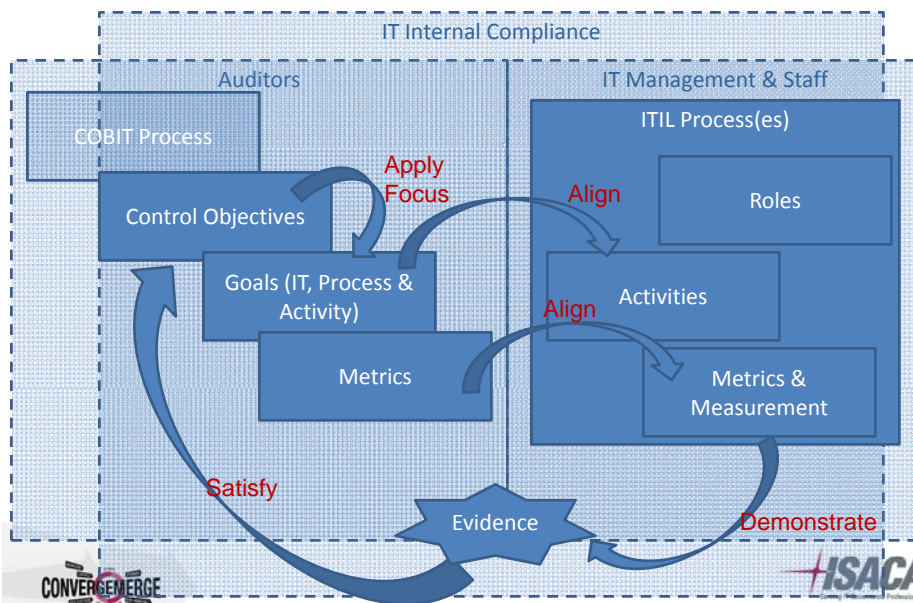 IT Internal Compliance
Auditors
IT Management & Staff
COBIT Process
ITIL Process(es)
Apply
Focus
Align
Roles
Control Objectives
Goals (IT, Process &
Activity)
Activities
Align
Metrics
Metrics &
Measurement
Satisfy
Evidence
Demonstrate
CONVERGEMERGE
ISACA